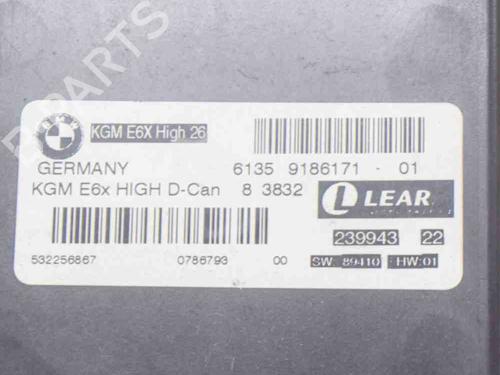 BMW
KGM E6X High 26
GERMANY 6135 9186171 - 01
KGM E6x HIGH D-Can 8 3832
LEAR
239943 22
532256867 0786793 00 SW: 89410 HW:01